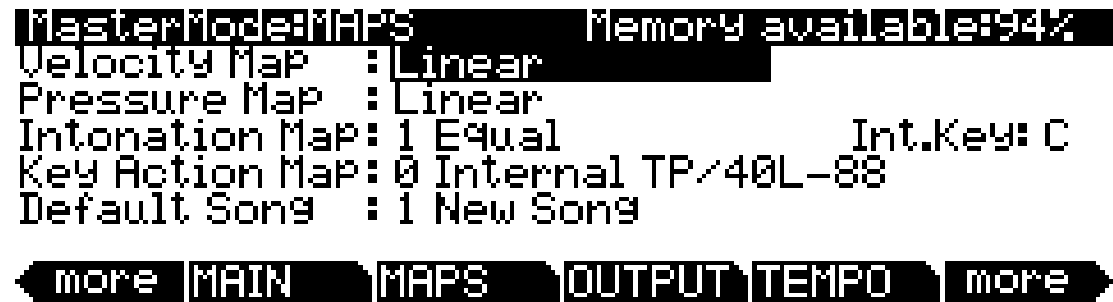 MasterMode:MAPS Memory available:94%
Velocity Map :Linear
Pressure Map :Linear
Intonation Map:1 Equal Int.Key:C
Key Action Map:0 Internal TP/40L-88
Default Song :1 New Song
more MAIN MAPS OUTPUT TEMPO more